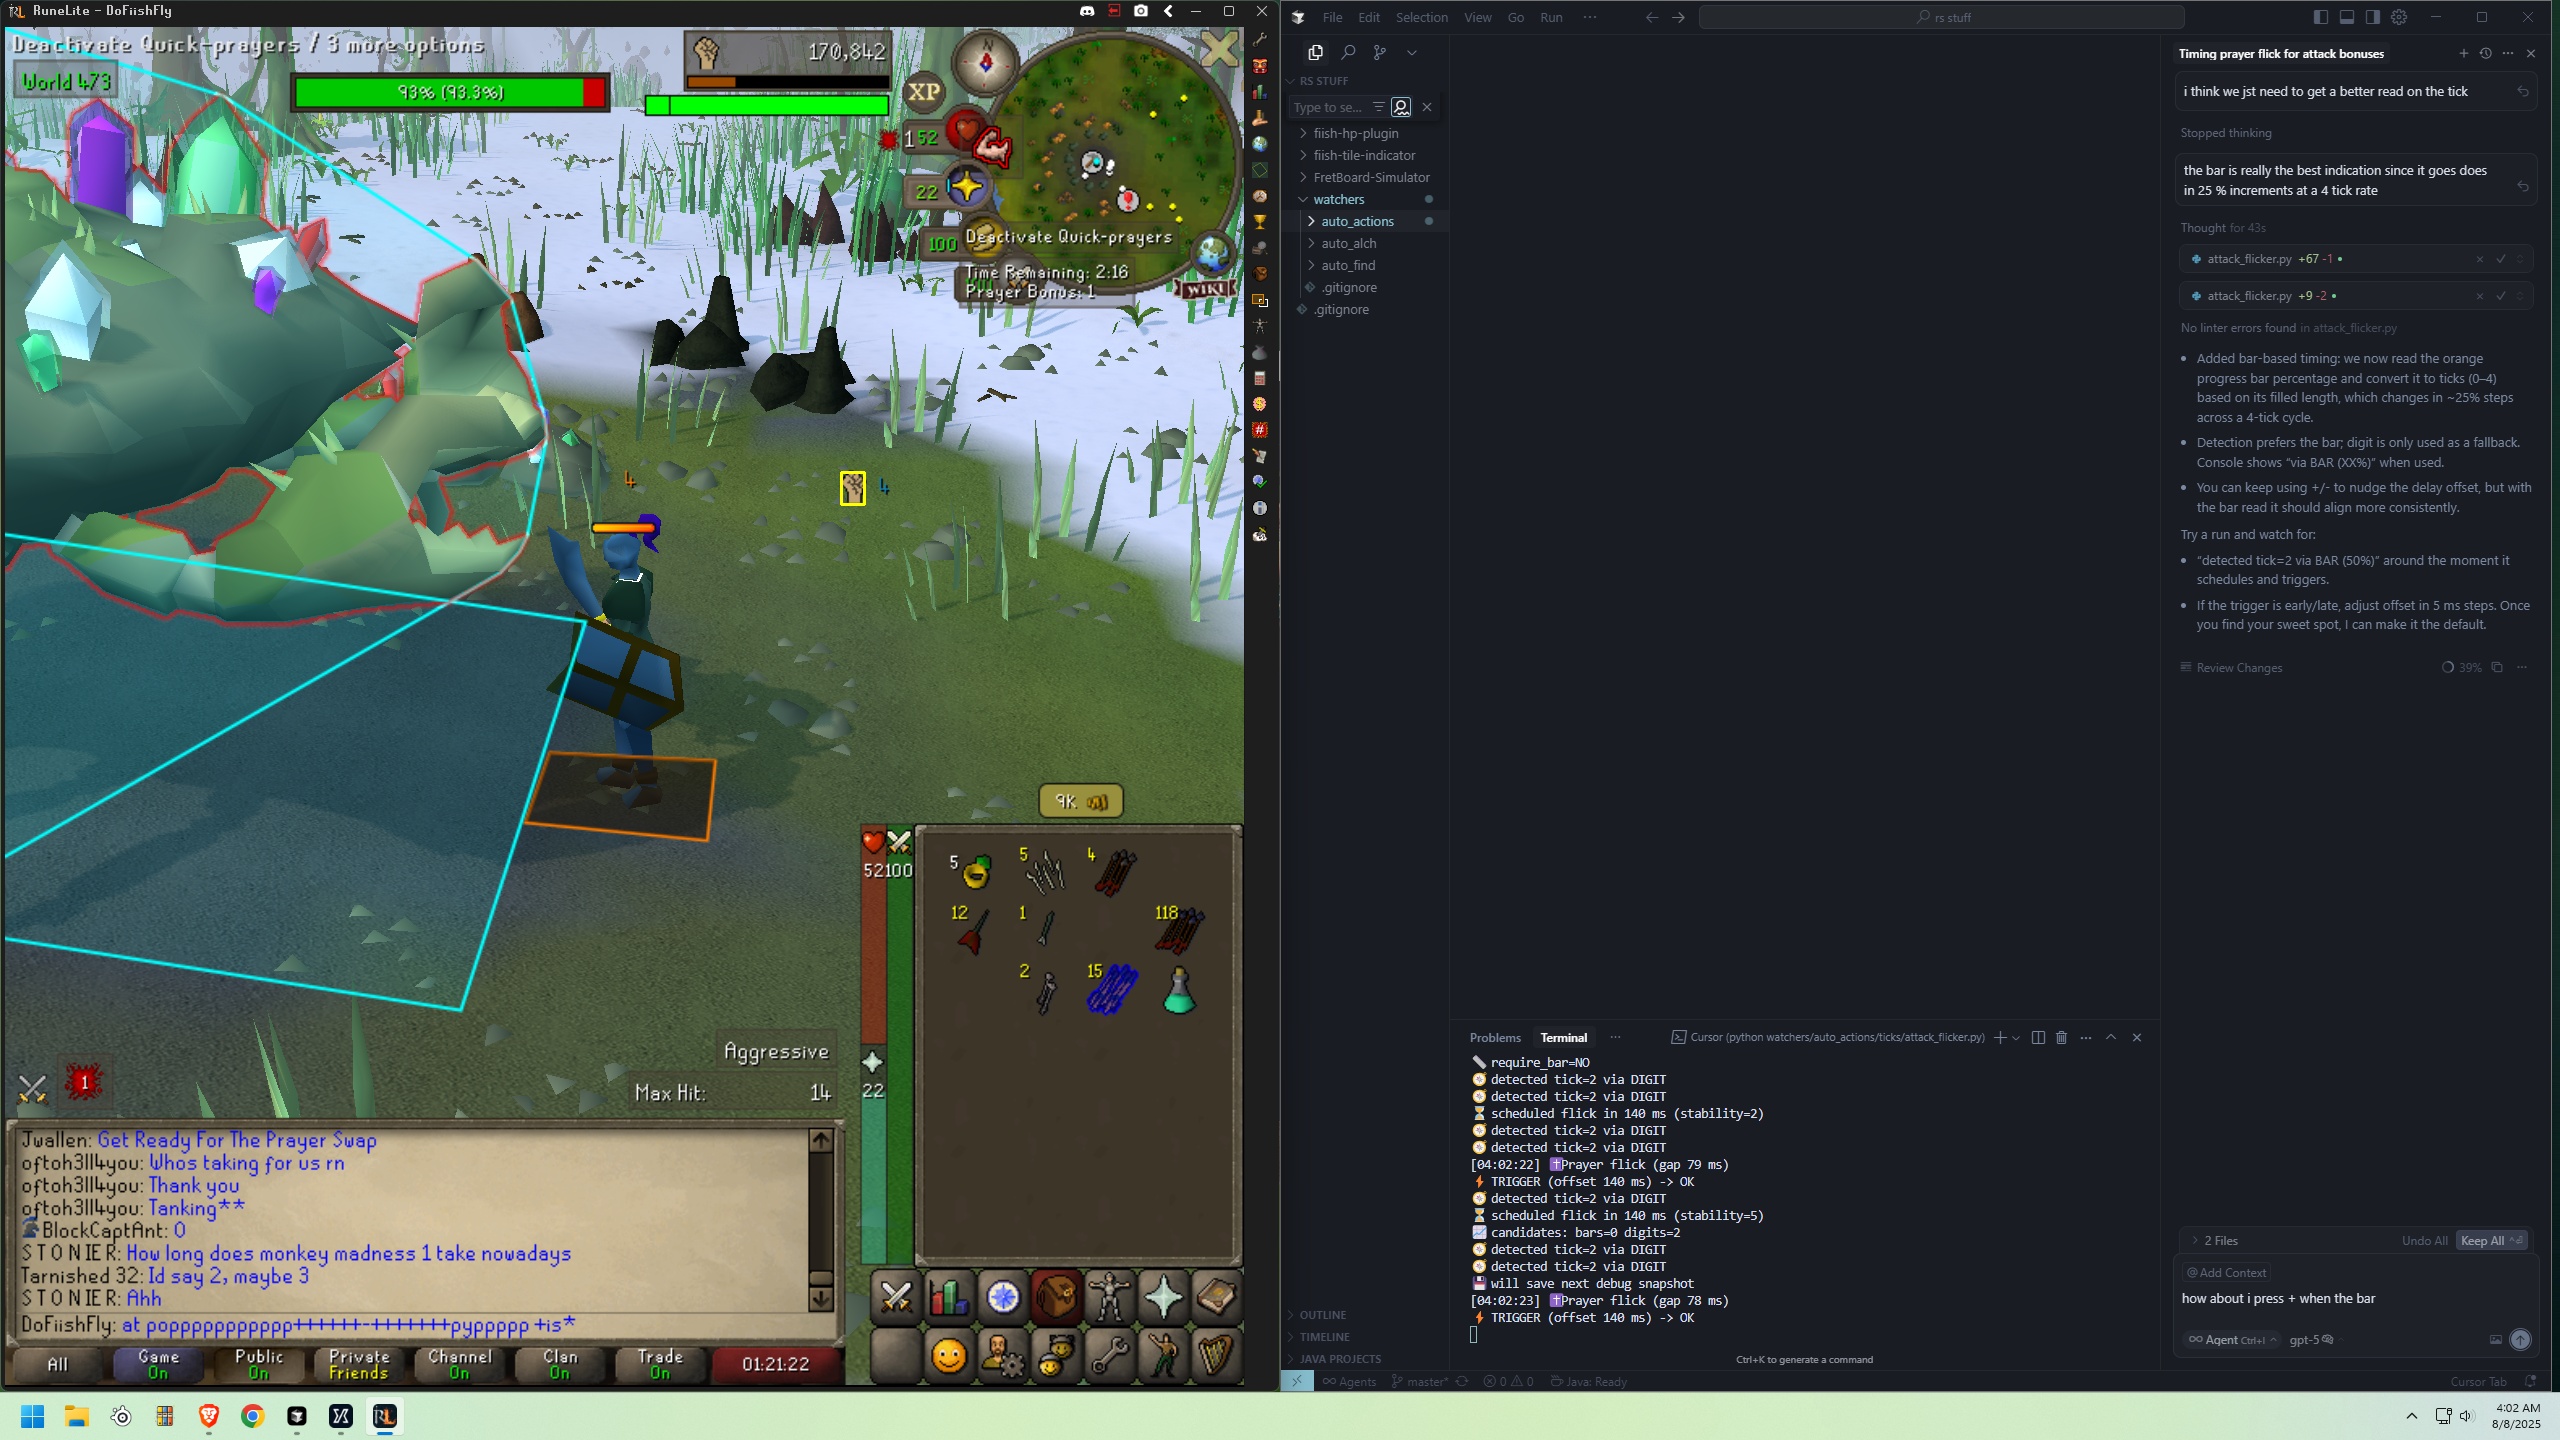 RuneLite - DoFiishFly
Deactivate Quick-prayers / 3 more options
World 473
93% (93.3%)
170,842
XP
152
22
100
Deactivate Quick-prayers
Time Remaining: 2:16
Prayer Bonus: 1
WIKI
4
4
9K
52100
5
5
4
12
1
118
2
15
22
Aggressive
Max Hit: 14
1
Jwallen: Get Ready For The Prayer Swap
oftoh3ll4you: Whos taking for us rn
oftoh3ll4you: Thank you
oftoh3ll4you: Tanking**
BlockCaptAnt: 0
S T O N I E R: How long does monkey madness 1 take nowadays
Tarnished 32: Id say 2, maybe 3
S T O N I E R: Ahh
All
Game
On
Public
On
Private
Friends
Channel
On
Clan
On
Trade
On
01:21:22
File Edit Selection View Go Run ···
rs stuff
RS STUFF
Type to se...
fiish-hp-plugin
fiish-tile-indicator
FretBoard-Simulator
watchers
auto_actions
auto_alch
auto_find
.gitignore
.gitignore
OUTLINE
TIMELINE
JAVA PROJECTS
Problems Terminal ···
Cursor (python watchers/auto_actions/ticks/attack_flicker.py)
require_bar=NO
detected tick=2 via DIGIT
detected tick=2 via DIGIT
scheduled flick in 140 ms (stability=2)
detected tick=2 via DIGIT
detected tick=2 via DIGIT
[04:02:22] Prayer flick (gap 79 ms)
TRIGGER (offset 140 ms) -> OK
detected tick=2 via DIGIT
scheduled flick in 140 ms (stability=5)
candidates: bars=0 digits=2
detected tick=2 via DIGIT
detected tick=2 via DIGIT
will save next debug snapshot
[04:02:23] Prayer flick (gap 78 ms)
TRIGGER (offset 140 ms) -> OK
Ctrl+K to generate a command
Timing prayer flick for attack bonuses
i think we jst need to get a better read on the tick
Stopped thinking
the bar is really the best indication since it goes does
in 25 % increments at a 4 tick rate
Thought for 43s
attack_flicker.py +67 -1 •
attack_flicker.py +9 -2 •
No linter errors found in attack_flicker.py
• Added bar-based timing: we now read the orange
progress bar percentage and convert it to ticks (0–4)
based on its filled length, which changes in ~25% steps
across a 4-tick cycle.
• Detection prefers the bar; digit is only used as a fallback.
Console shows “via BAR (XX%)” when used.
• You can keep using +/- to nudge the delay offset, but with
the bar read it should align more consistently.
Try a run and watch for:
• “detected tick=2 via BAR (50%)” around the moment it
schedules and triggers.
• If the trigger is early/late, adjust offset in 5 ms steps. Once
you find your sweet spot, I can make it the default.
Review Changes
39%
2 Files
Undo All Keep All
@ Add Context
how about i press + when the bar
Agent Ctrl+I
gpt-5
Agents
master*
0 0
Java: Ready
Cursor Tab
4:02 AM
8/8/2025